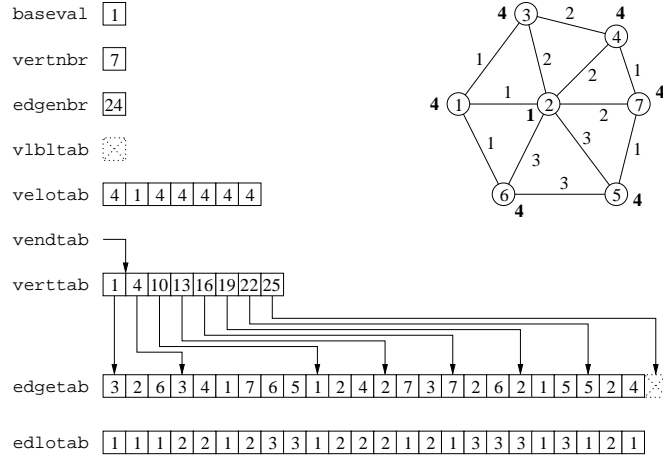 baseval 1
vertnbr 7
edgenbr 24
vlbltab
velotab 4 1 4 4 4 4 4
vendtab
verttab 1 4 10 13 16 19 22 25
edgetab 3 2 6 3 4 1 7 6 5 1 2 4 2 7 3 7 2 6 2 1 5 5 2 4
edlotab 1 1 1 2 2 1 2 3 3 1 2 2 2 1 2 1 3 3 3 1 3 1 2 1
4 3 2 4
4
1 2 2 1
4 1 1 2 2 7 4
1
1 3 3 1
6 3 5 4
4